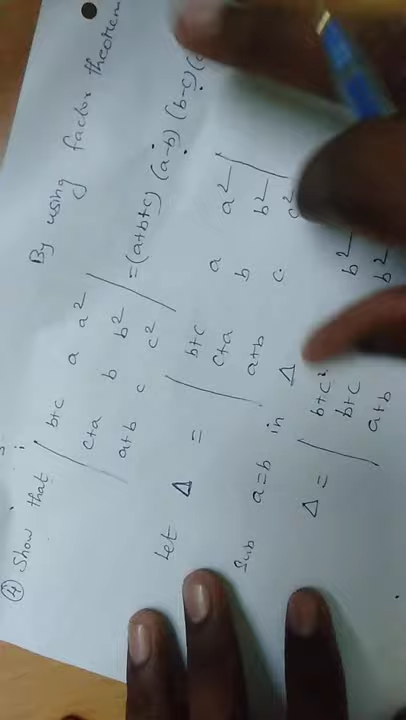 ④ Show that | b+c a a² | = (a+b+c) (a-b) (b-c) (
c+a b b²
a+b c c²
By using factor theorem
Let Δ = | b+c a a² |
c+a b b²
a+b c c²
Sub a=b in Δ
Δ = | b+c b²
b+c b²
a+b